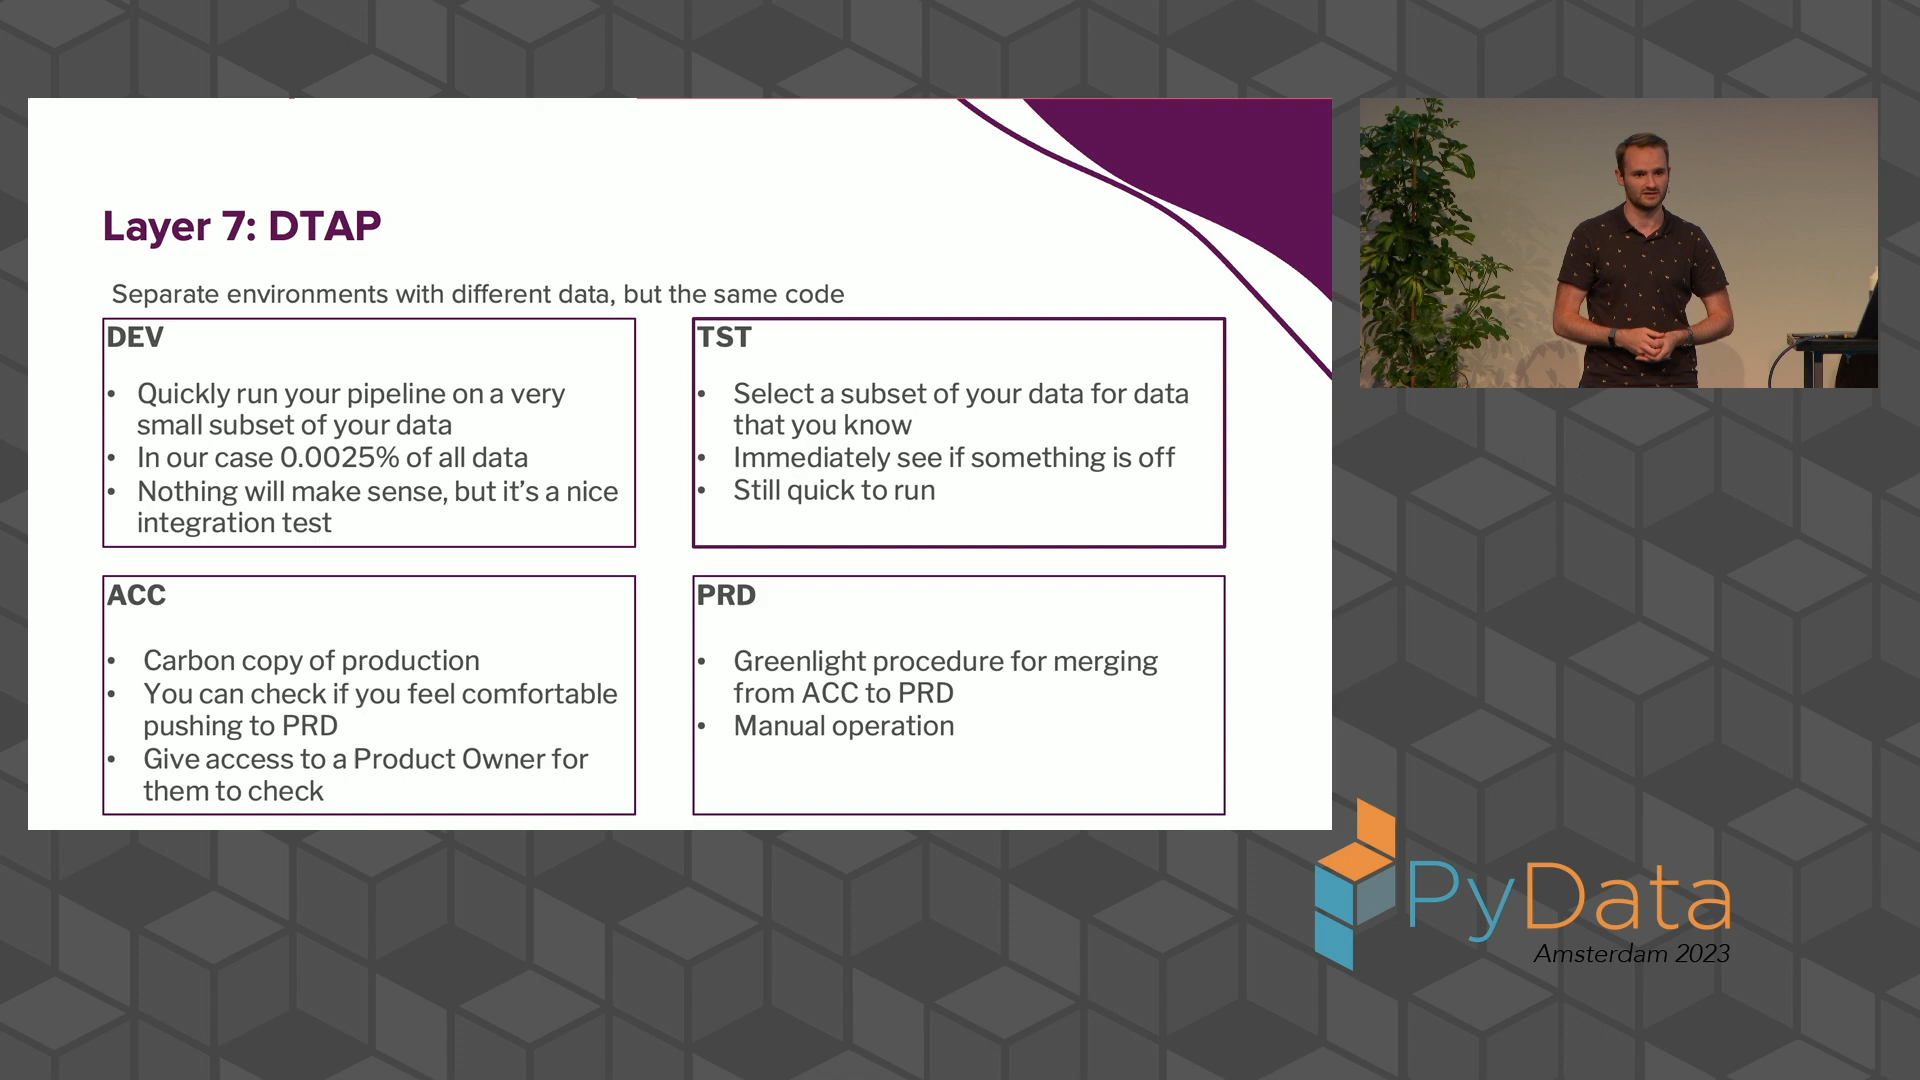 Layer 7: DTAP
Separate environments with different data, but the same code
DEV
• Quickly run your pipeline on a very
small subset of your data
• In our case 0.0025% of all data
• Nothing will make sense, but it’s a nice
integration test
TST
• Select a subset of your data for data
that you know
• Immediately see if something is off
• Still quick to run
ACC
• Carbon copy of production
• You can check if you feel comfortable
pushing to PRD
• Give access to a Product Owner for
them to check
PRD
• Greenlight procedure for merging
from ACC to PRD
• Manual operation
PyData
Amsterdam 2023